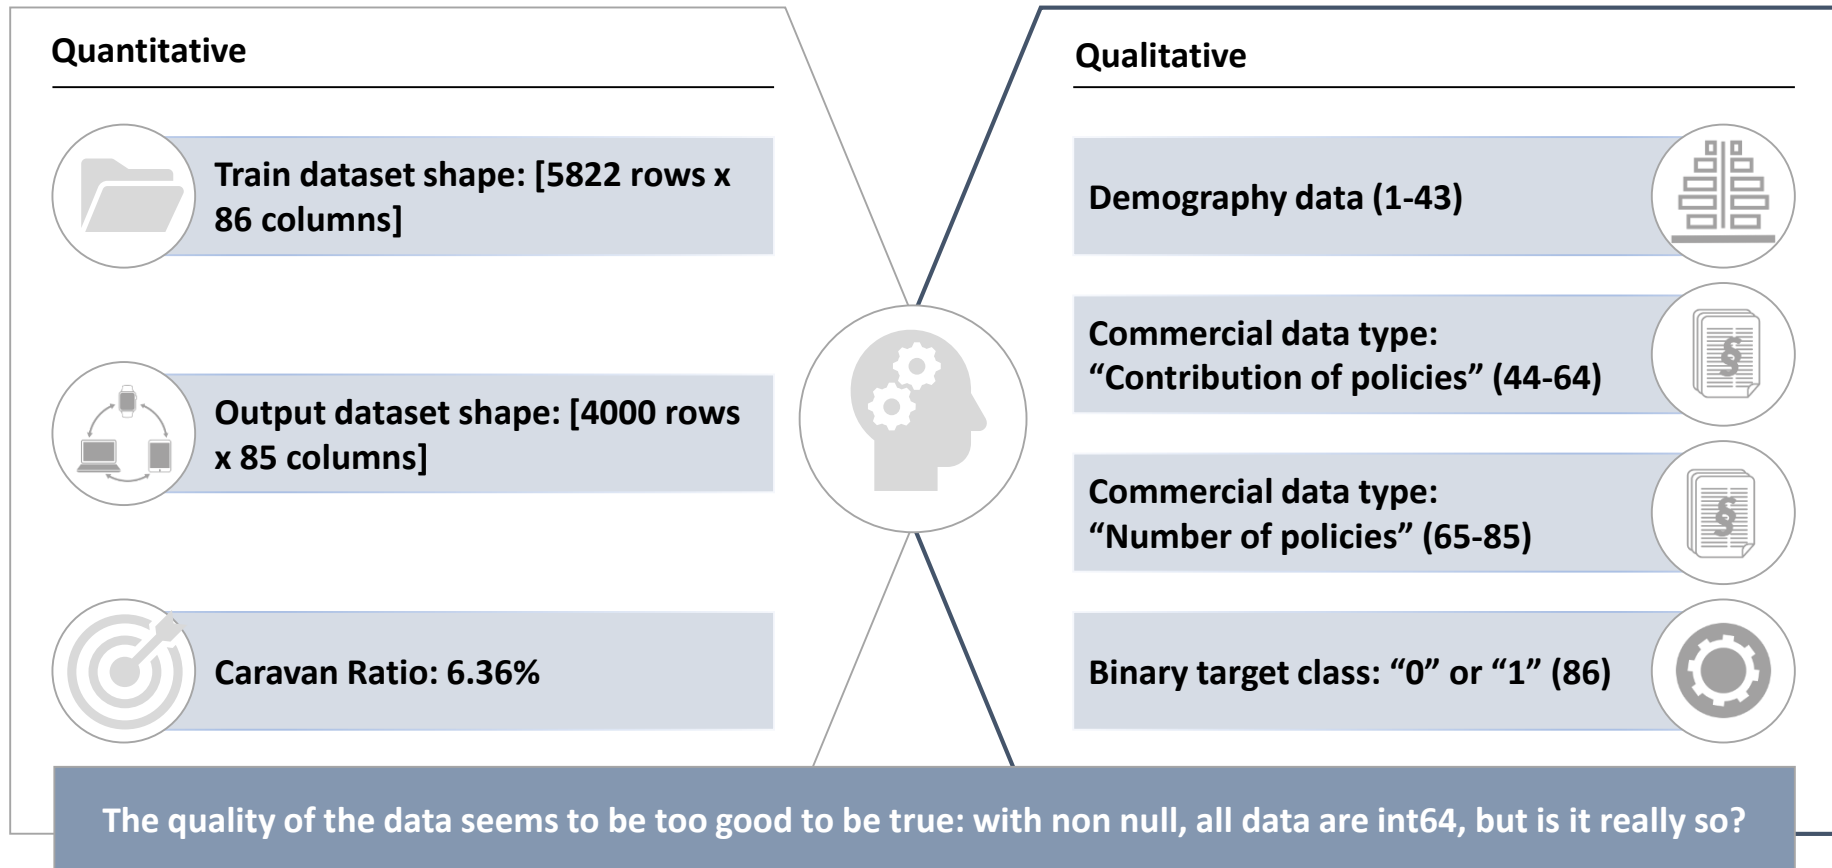 Quantitative
Train dataset shape: [5822 rows x
86 columns]
Output dataset shape: [4000 rows
x 85 columns]
Caravan Ratio: 6.36%
Qualitative
Demography data (1-43)
Commercial data type:
“Contribution of policies” (44-64)
§
Commercial data type:
“Number of policies” (65-85)
§
Binary target class: “0” or “1” (86)
The quality of the data seems to be too good to be true: with non null, all data are int64, but is it really so?